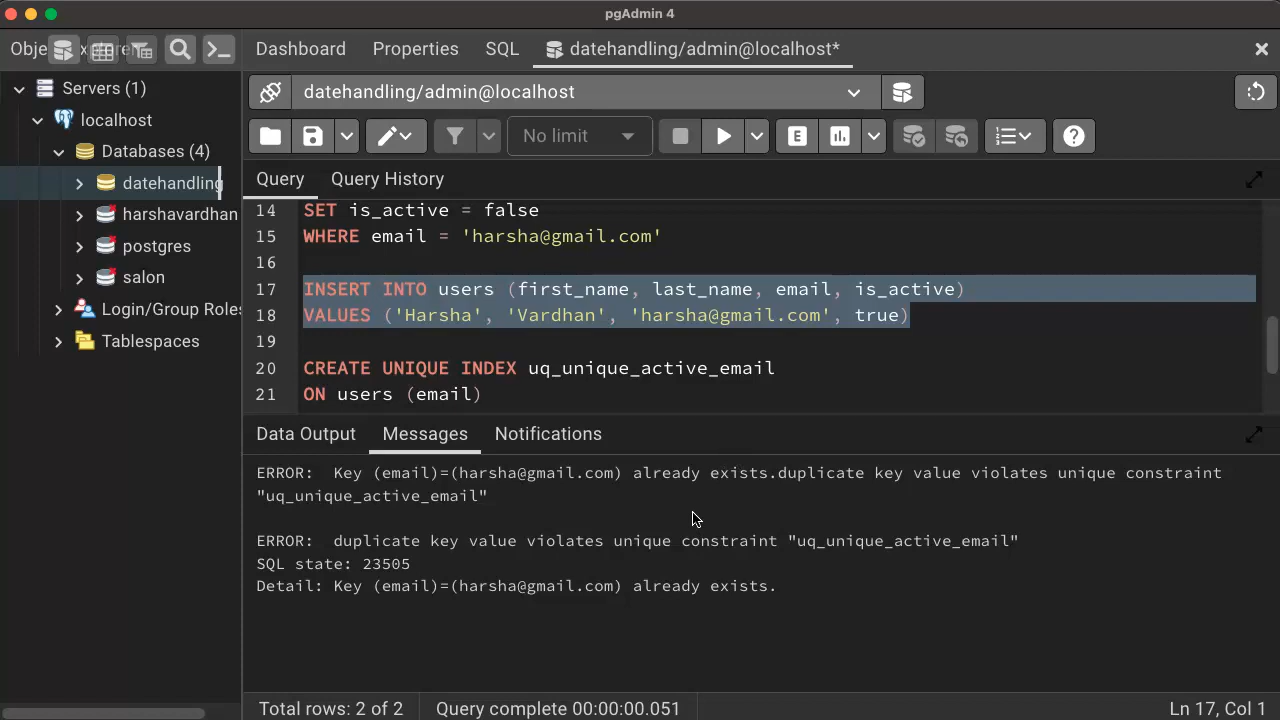 pgAdmin 4
Dashboard Properties SQL datehandling/admin@localhost*
datehandling/admin@localhost
Servers (1)
localhost
Databases (4)
datehandling
harshavardhan
postgres
salon
Login/Group Roles
Tablespaces
No limit
Query Query History
14 SET is_active = false
15 WHERE email = 'harsha@gmail.com'
16
17 INSERT INTO users (first_name, last_name, email, is_active)
18 VALUES ('Harsha', 'Vardhan', 'harsha@gmail.com', true)
19
20 CREATE UNIQUE INDEX uq_unique_active_email
21 ON users (email)
Data Output Messages Notifications
ERROR:  Key (email)=(harsha@gmail.com) already exists.duplicate key value violates unique constraint
"uq_unique_active_email"
ERROR:  duplicate key value violates unique constraint "uq_unique_active_email"
SQL state: 23505
Detail: Key (email)=(harsha@gmail.com) already exists.
Total rows: 2 of 2 Query complete 00:00:00.051 Ln 17, Col 1